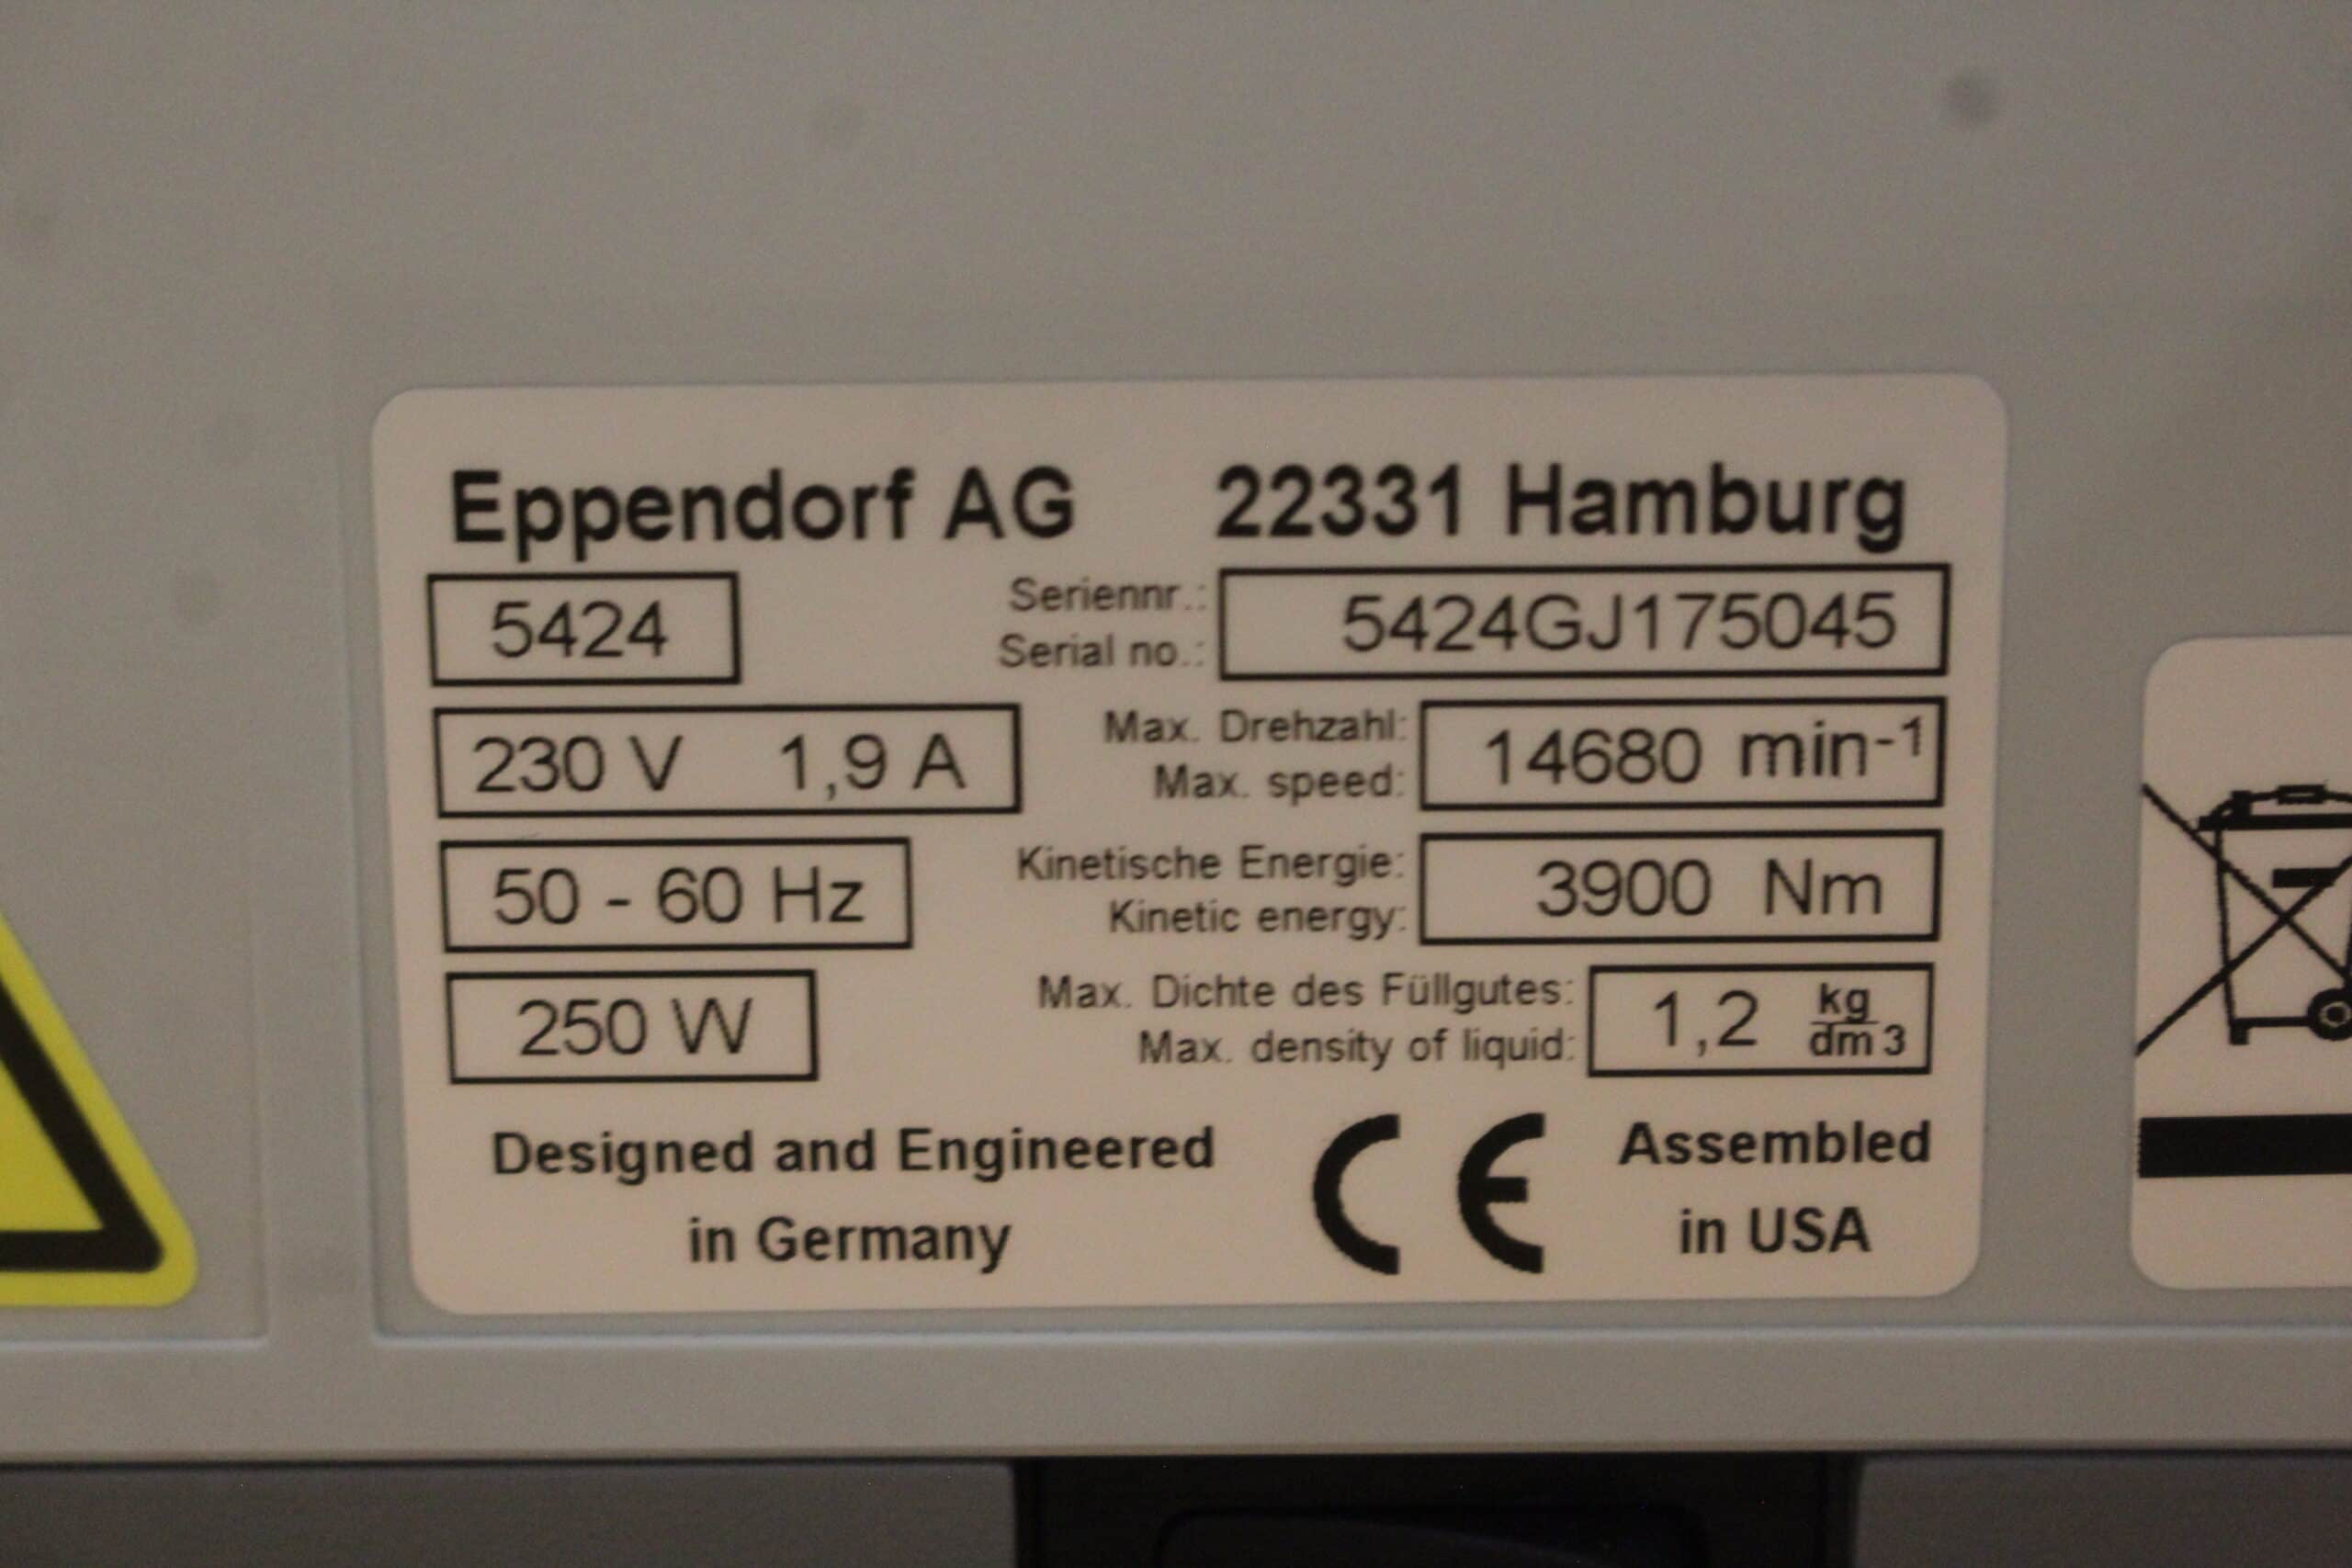 Eppendorf AG 22331 Hamburg
5424
Seriennr.:
Serial no.:
5424GJ175045
230 V 1,9 A
Max. Drehzahl:
Max. speed:
14680 min-1
50 - 60 Hz
Kinetische Energie:
Kinetic energy:
3900 Nm
250 W
Max. Dichte des Füllgutes:
Max. density of liquid:
1,2 kg/dm3
Designed and Engineered
in Germany
CE
Assembled
in USA